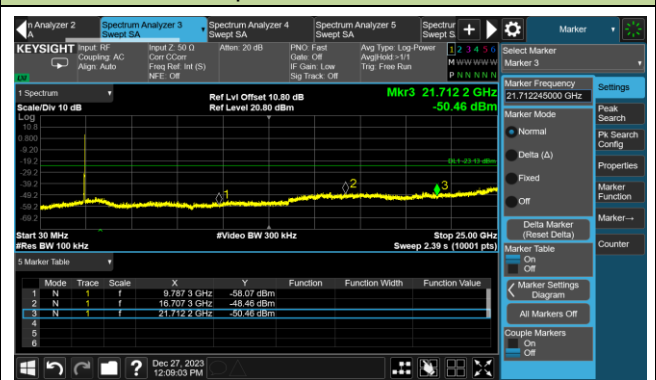 n Analyzer 2
A
Spectrum Analyzer 3
Swept SA
Spectrum Analyzer 4
Swept SA
Spectrum Analyzer 5
Swept SA
Spectrur
Swept S
Marker
KEYSIGHT
Input: RF
Coupling: AC
Align: Auto
Input Z: 50 Ω
Corr CCorr
Freq Ref: Int (S)
NFE: Off
Atten: 20 dB
PNO: Fast
Gate: Off
IF Gain: Low
Sig Track: Off
Avg Type: Log-Power
Avg|Hold:>1/1
Trig: Free Run
1 2 3 4 5 6
M W W W W W
P N N N N N
Select Marker
Marker 3
1 Spectrum
Scale/Div 10 dB
Log
Ref Lvl Offset 10.80 dB
Ref Level 20.80 dBm
Mkr3 21.712 2 GHz
-50.46 dBm
10.8
0.800
-9.20
-19.2
-29.2
-39.2
-49.2
-59.2
-69.2
DL1 -23.13 dBm
1
2
3
Start 30 MHz
#Res BW 100 kHz
#Video BW 300 kHz
Stop 25.00 GHz
Sweep 2.39 s (10001 pts)
5 Marker Table
Mode Trace Scale X Y Function Function Width Function Value
1 N 1 f 9.787 3 GHz -58.07 dBm
2 N 1 f 16.707 3 GHz -48.46 dBm
3 N 1 f 21.712 2 GHz -50.46 dBm
4
5
6
Marker Frequency
21.712245000 GHz
Marker Mode
Normal
Delta (Δ)
Fixed
Off
Delta Marker
(Reset Delta)
Marker Table
On
Off
Marker Settings
Diagram
All Markers Off
Couple Markers
On
Off
Settings
Peak
Search
Pk Search
Config
Properties
Marker
Function
Marker→
Counter
Dec 27, 2023
12:09:03 PM